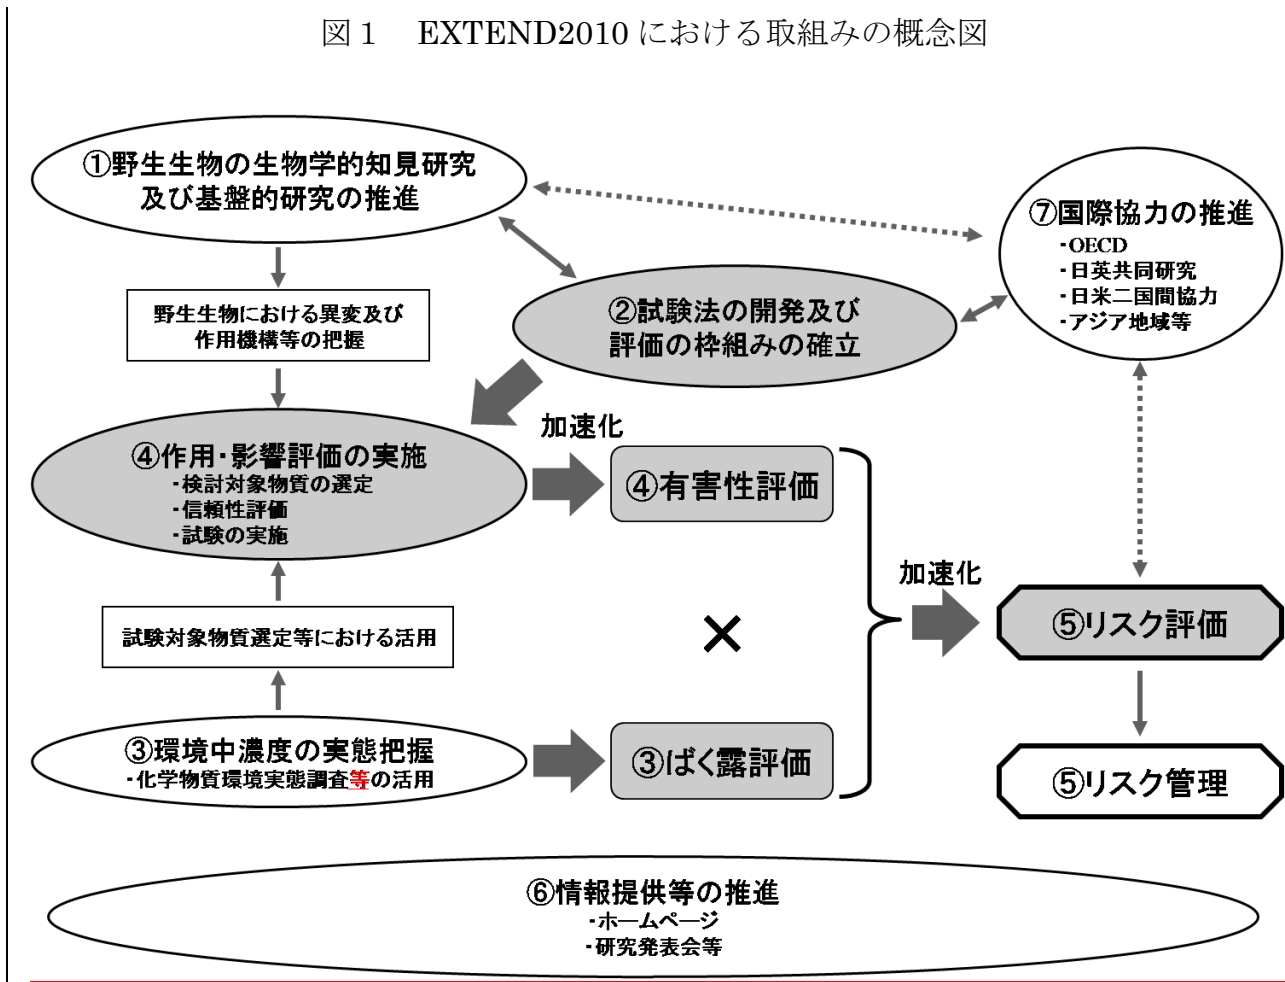 図１　EXTEND2010における取組みの概念図
①野生生物の生物学的知見研究
及び基盤的研究の推進
⑦国際協力の推進
・OECD
・日英共同研究
・日米二国間協力
・アジア地域等
野生生物における異変及び
作用機構等の把握
②試験法の開発及び
評価の枠組みの確立
④作用・影響評価の実施
・検討対象物質の選定
・信頼性評価
・試験の実施
加速化
④有害性評価
加速化
試験対象物質選定等における活用
×
⑤リスク評価
③環境中濃度の実態把握
・化学物質環境実態調査等の活用
③ばく露評価
⑤リスク管理
⑥情報提供等の推進
・ホームページ
・研究発表会等